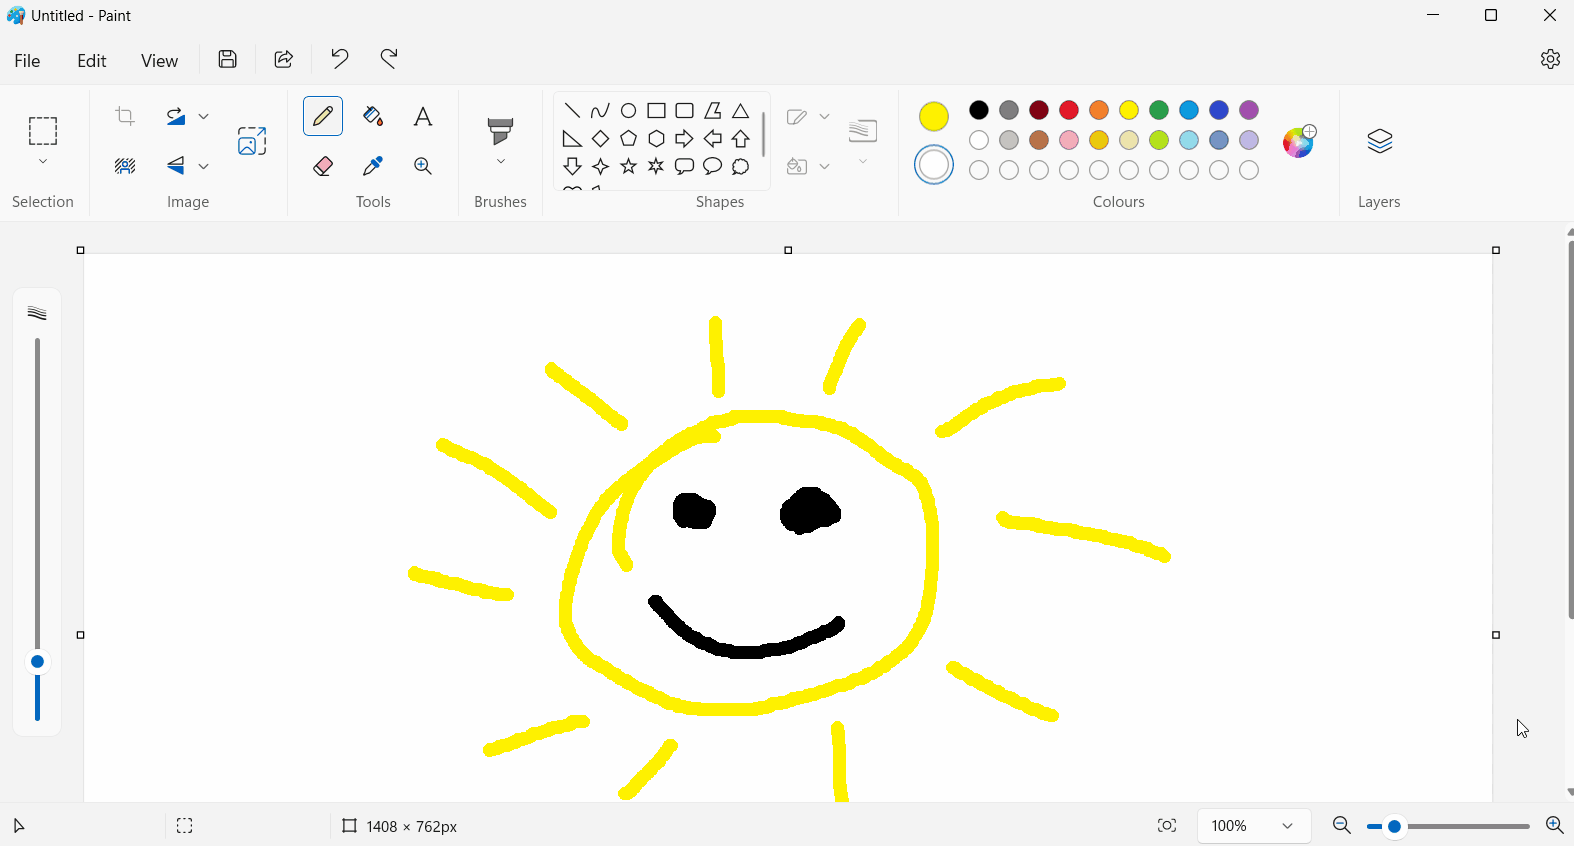 Untitled - Paint
File Edit View
Selection Image Tools Brushes Shapes Colours Layers
1408 × 762px 100%